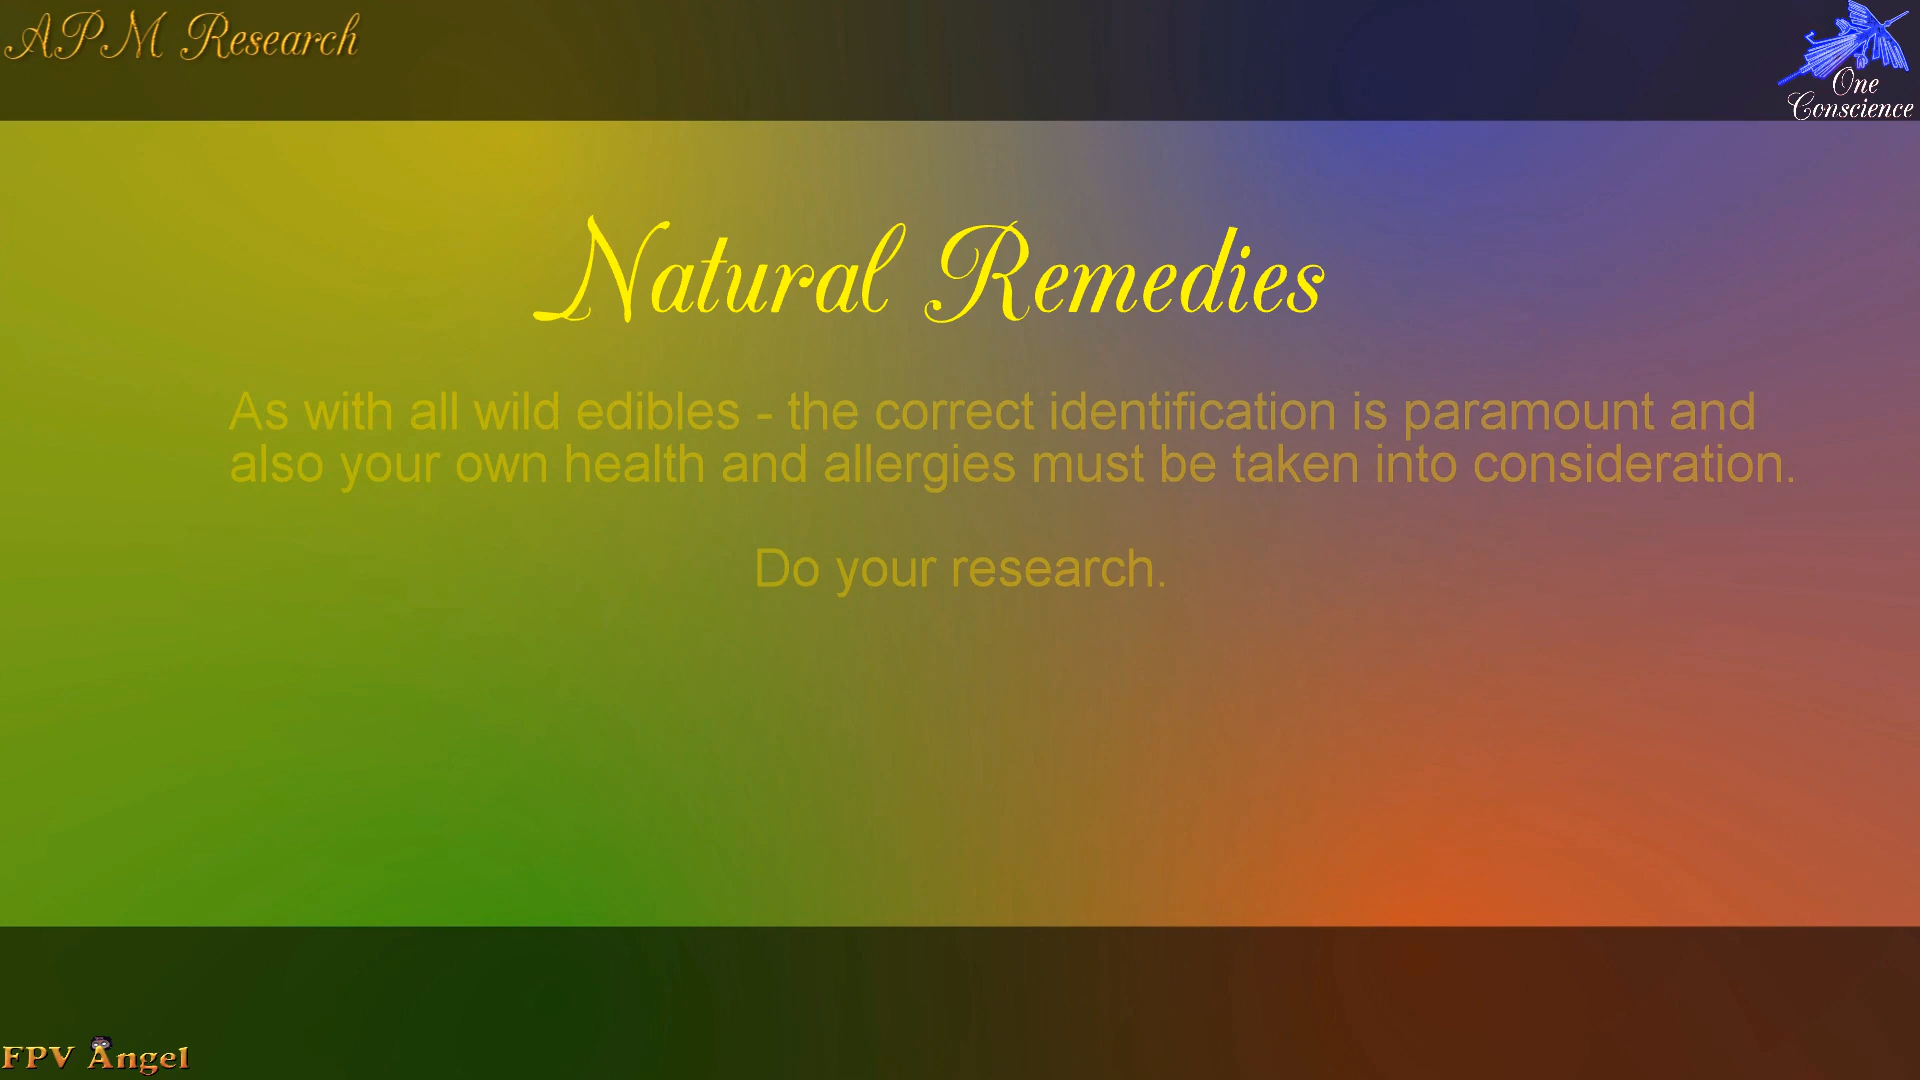 APM Research
One
Conscience
Natural Remedies
As with all wild edibles - the correct identification is paramount and
also your own health and allergies must be taken into consideration.
Do your research.
FPV Angel